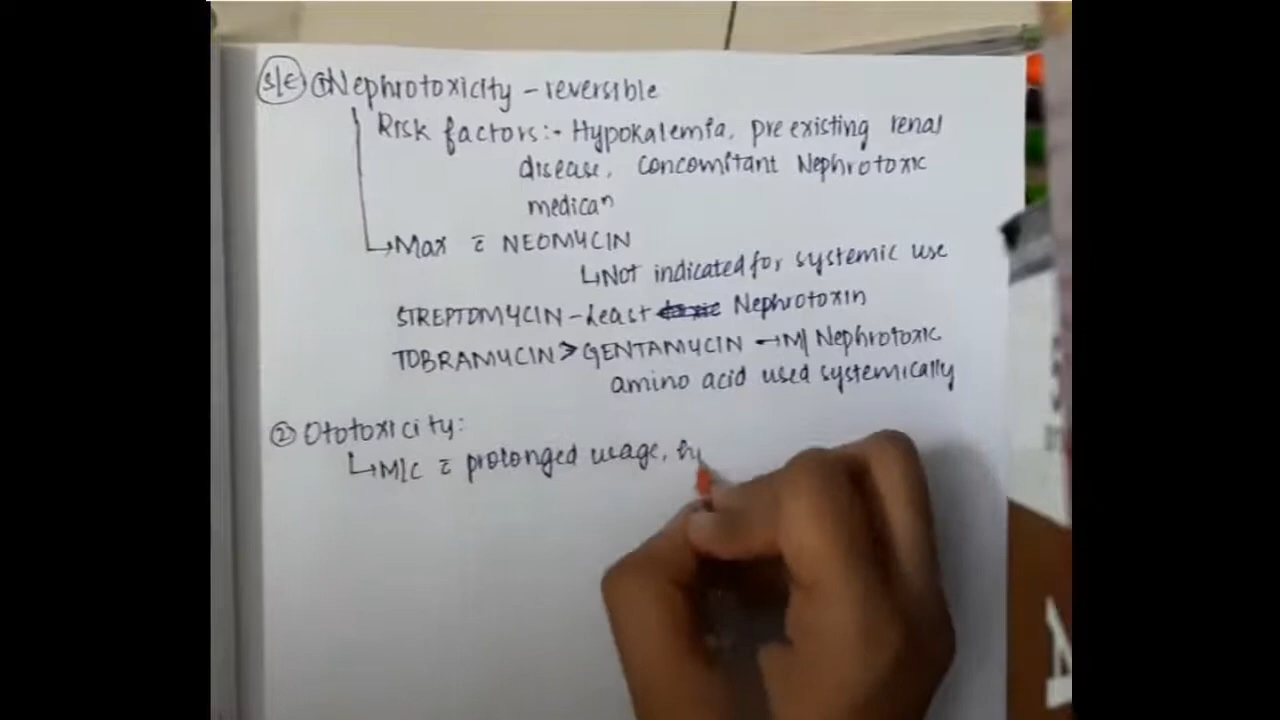 S/E ① Nephrotoxicity - reversible
Risk factors:- Hypokalemia, pre existing renal
disease, concomitant Nephrotoxic
medicaⁿ
→Max c̄ NEOMYCIN
↳Not indicated for systemic use
STREPTOMYCIN - Least Nephrotoxin
TOBRAMYCIN > GENTAMYCIN → M/ Nephrotoxic
amino acid used systemically
② Ototoxicity:
↳M/c c̄ prolonged usage,